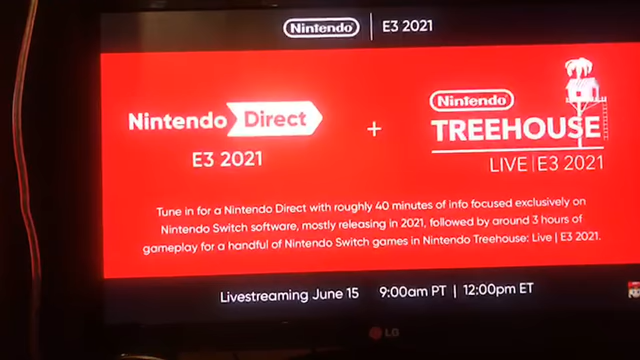 Nintendo | E3 2021
Nintendo Direct + Nintendo
TREEHOUSE
E3 2021 LIVE | E3 2021
Tune in for a Nintendo Direct with roughly 40 minutes of info focused exclusively on
Nintendo Switch software, mostly releasing in 2021, followed by around 3 hours of
gameplay for a handful of Nintendo Switch games in Nintendo Treehouse: Live | E3 2021.
Livestreaming June 15 9:00am PT | 12:00pm ET
LG